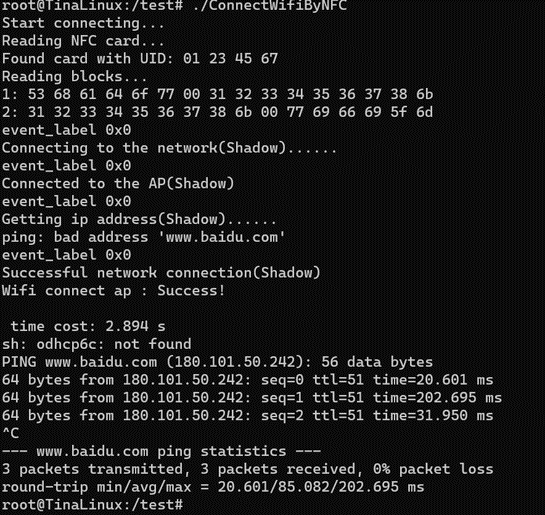 root@TinaLinux:/test# ./ConnectWifiByNFC
Start connecting...
Reading NFC card...
Found card with UID: 01 23 45 67
Reading blocks...
1: 53 68 61 64 6f 77 00 31 32 33 34 35 36 37 38 6b
2: 31 32 33 34 35 36 37 38 6b 00 77 69 66 69 5f 6d
event_label 0x0
Connecting to the network(Shadow)......
event_label 0x0
Connected to the AP(Shadow)
event_label 0x0
Getting ip address(Shadow)......
ping: bad address 'www.baidu.com'
event_label 0x0
Successful network connection(Shadow)
Wifi connect ap : Success!
time cost: 2.894 s
sh: odhcp6c: not found
PING www.baidu.com (180.101.50.242): 56 data bytes
64 bytes from 180.101.50.242: seq=0 ttl=51 time=20.601 ms
64 bytes from 180.101.50.242: seq=1 ttl=51 time=202.695 ms
64 bytes from 180.101.50.242: seq=2 ttl=51 time=31.950 ms
^C
--- www.baidu.com ping statistics ---
3 packets transmitted, 3 packets received, 0% packet loss
round-trip min/avg/max = 20.601/85.082/202.695 ms
root@TinaLinux:/test#